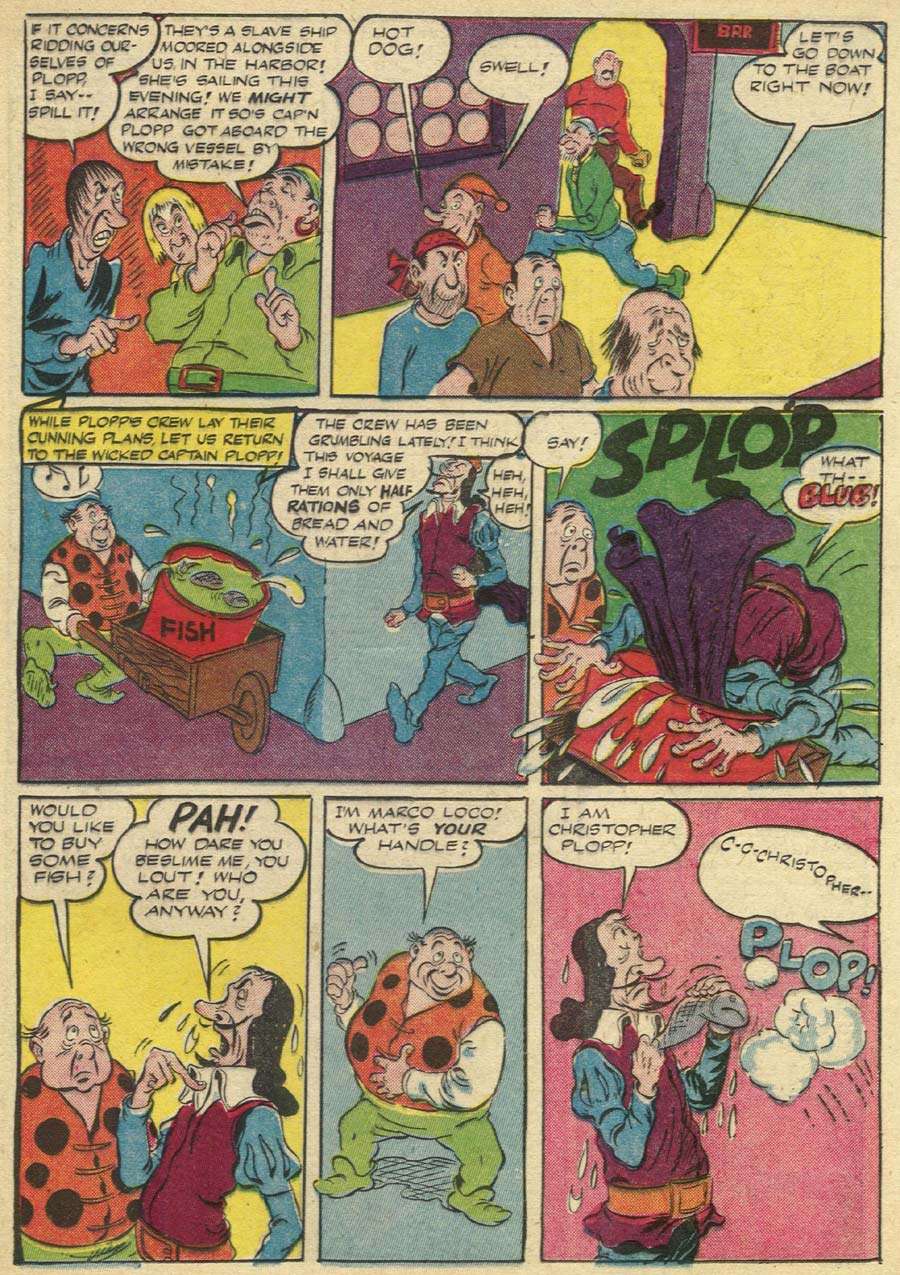 IF IT CONCERNS
RIDDING OUR-
SELVES OF
PLOPP,
I SAY--
SPILL IT!
THEY'S A SLAVE SHIP
MOORED ALONGSIDE
US, IN THE HARBOR!
SHE'S SAILING THIS
EVENING! WE MIGHT
ARRANGE IT SO'S CAP'N
PLOPP GOT ABOARD THE
WRONG VESSEL BY
MISTAKE!
HOT
DOG!
SWELL!
BAR
LET'S
GO DOWN
TO THE BOAT
RIGHT NOW!
WHILE PLOPP'S CREW LAY THEIR
CUNNING PLANS, LET US RETURN
TO THE WICKED CAPTAIN PLOPP!
FISH
THE CREW HAS BEEN
GRUMBLING LATELY! I THINK
THIS VOYAGE
I SHALL GIVE
THEM ONLY HALF
RATIONS OF
BREAD AND
WATER!
HEH,
HEH,
HEH!
SAY!
SPLOP
WHAT
TH--
BLUB!
WOULD
YOU LIKE
TO BUY
SOME
FISH?
PAH!
HOW DARE YOU
BESLIME ME, YOU
LOUT! WHO
ARE YOU,
ANYWAY?
I'M MARCO LOCO!
WHAT'S YOUR
HANDLE?
I AM
CHRISTOPHER
PLOPP!
C-C-CHRISTOPHER--
PLOP!